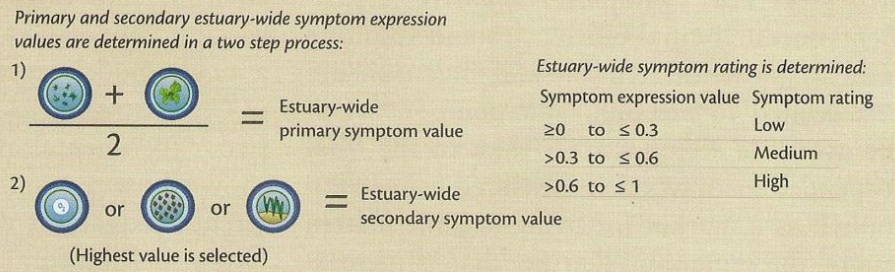 Primary and secondary estuary-wide symptom expression
values are determined in a two step process:
1)
+
2
= Estuary-wide
primary symptom value
2)
O₂
or
or
= Estuary-wide
secondary symptom value
(Highest value is selected)
Estuary-wide symptom rating is determined:
Symptom expression value Symptom rating
≥0 to ≤ 0.3 Low
>0.3 to ≤ 0.6 Medium
>0.6 to ≤ 1 High